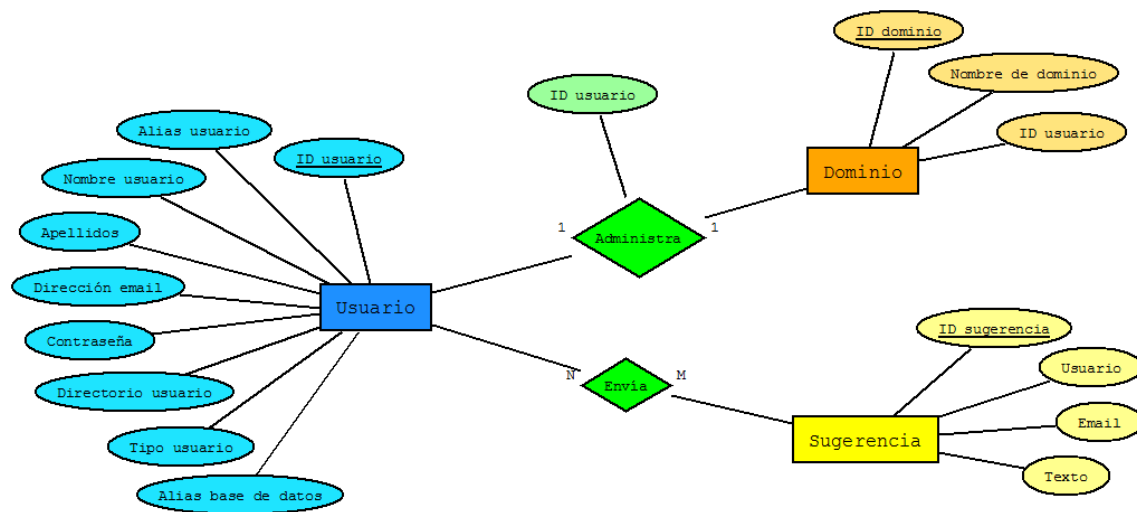 ID dominio
Nombre de dominio
ID usuario
ID usuario
Alias usuario
ID usuario
Nombre usuario
Dominio
Apellidos
1
Administra
1
Dirección email
Usuario
ID sugerencia
Contraseña
Usuario
N
Envía
M
Directorio usuario
Email
Sugerencia
Tipo usuario
Texto
Alias base de datos